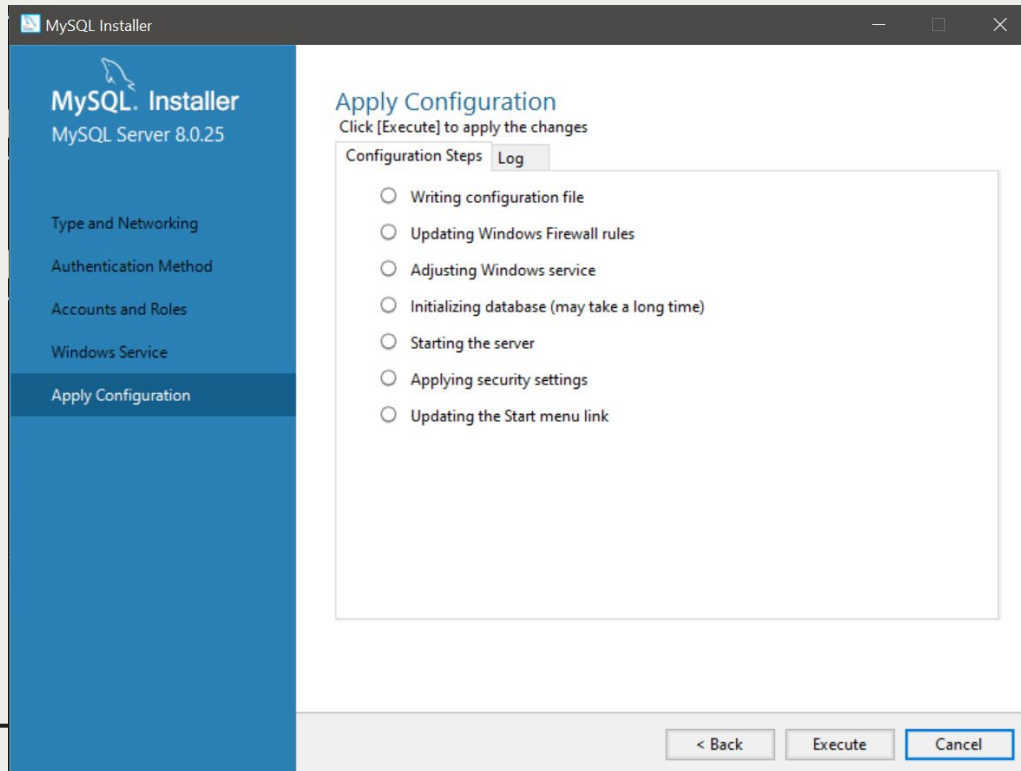 MySQL Installer
MySQL. Installer
MySQL Server 8.0.25
Type and Networking
Authentication Method
Accounts and Roles
Windows Service
Apply Configuration
Apply Configuration
Click [Execute] to apply the changes
Configuration Steps Log
Writing configuration file
Updating Windows Firewall rules
Adjusting Windows service
Initializing database (may take a long time)
Starting the server
Applying security settings
Updating the Start menu link
< Back Execute Cancel